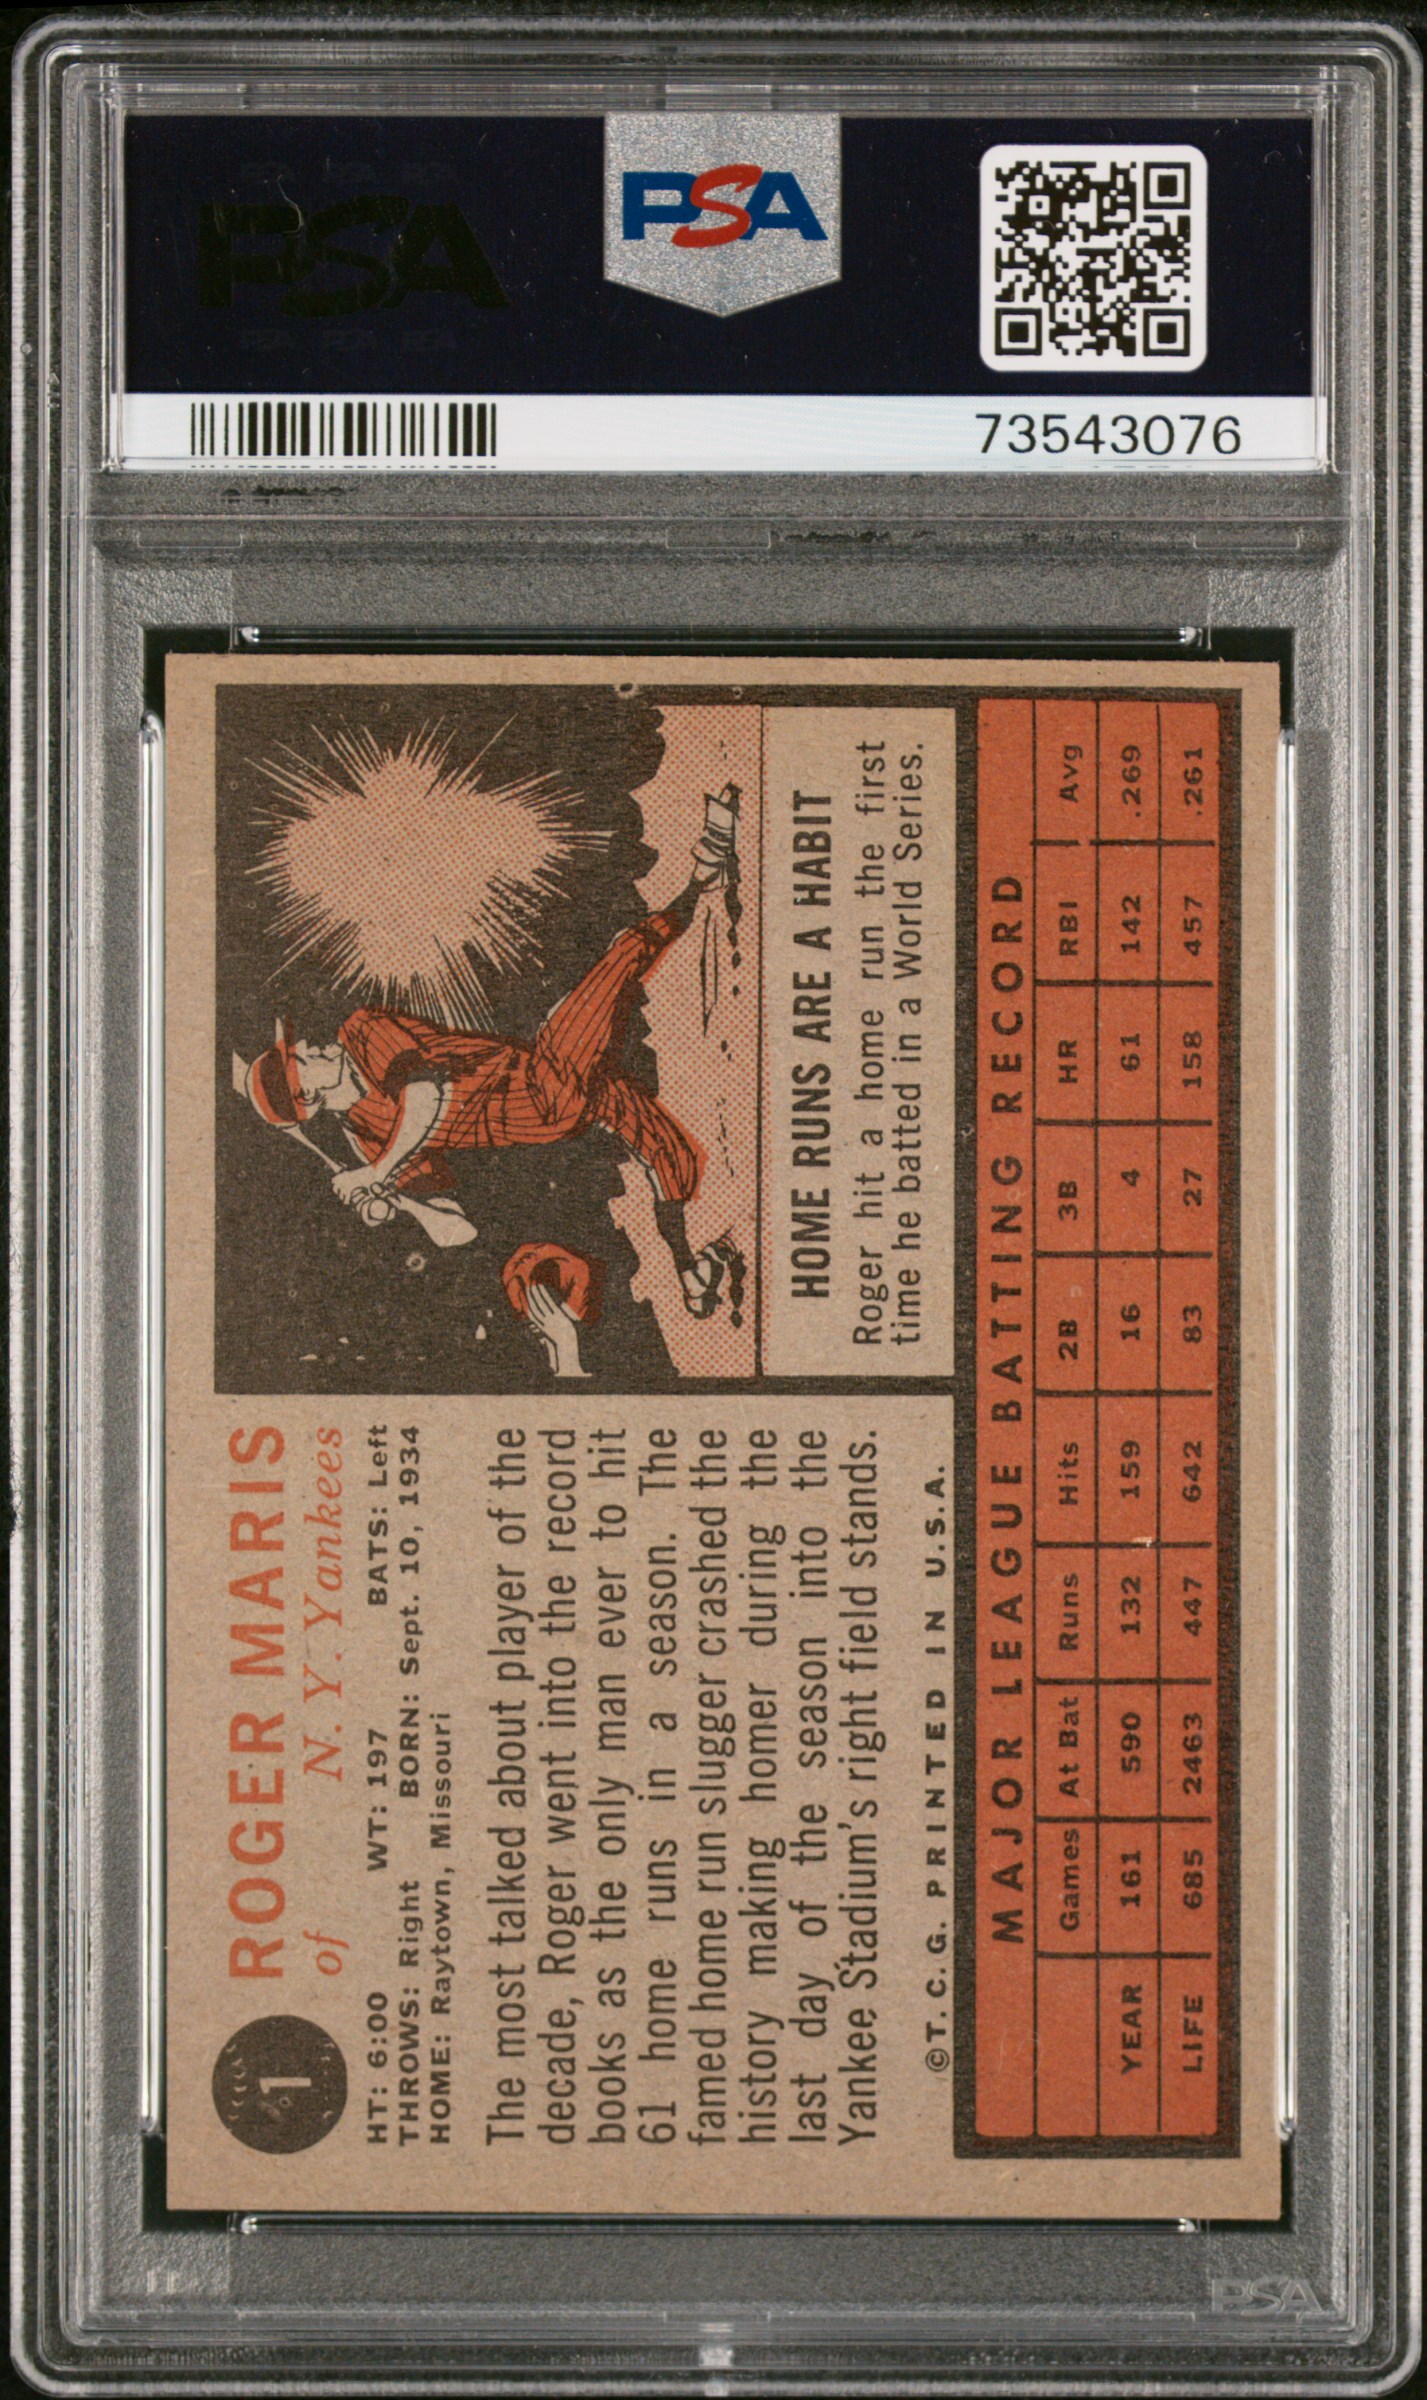 PSA
PSA
73543076
1
ROGER MARIS
of N. Y. Yankees
HT: 6:00 WT: 197 BATS: Left
THROWS: Right BORN: Sept. 10, 1934
HOME: Raytown, Missouri
The most talked about player of the
decade, Roger went into the record
books as the only man ever to hit
61 home runs in a season. The
famed home run slugger crashed the
history making homer during the
last day of the season into the
Yankee Stadium's right field stands.
©T. C. G. PRINTED IN U.S.A.
HOME RUNS ARE A HABIT
Roger hit a home run the first
time he batted in a World Series.
MAJOR LEAGUE BATTING RECORD
Games At Bat Runs Hits 2B 3B HR RBI Avg
YEAR 161 590 132 159 16 4 61 142 .269
LIFE 685 2463 447 642 83 27 158 457 .261
PSA